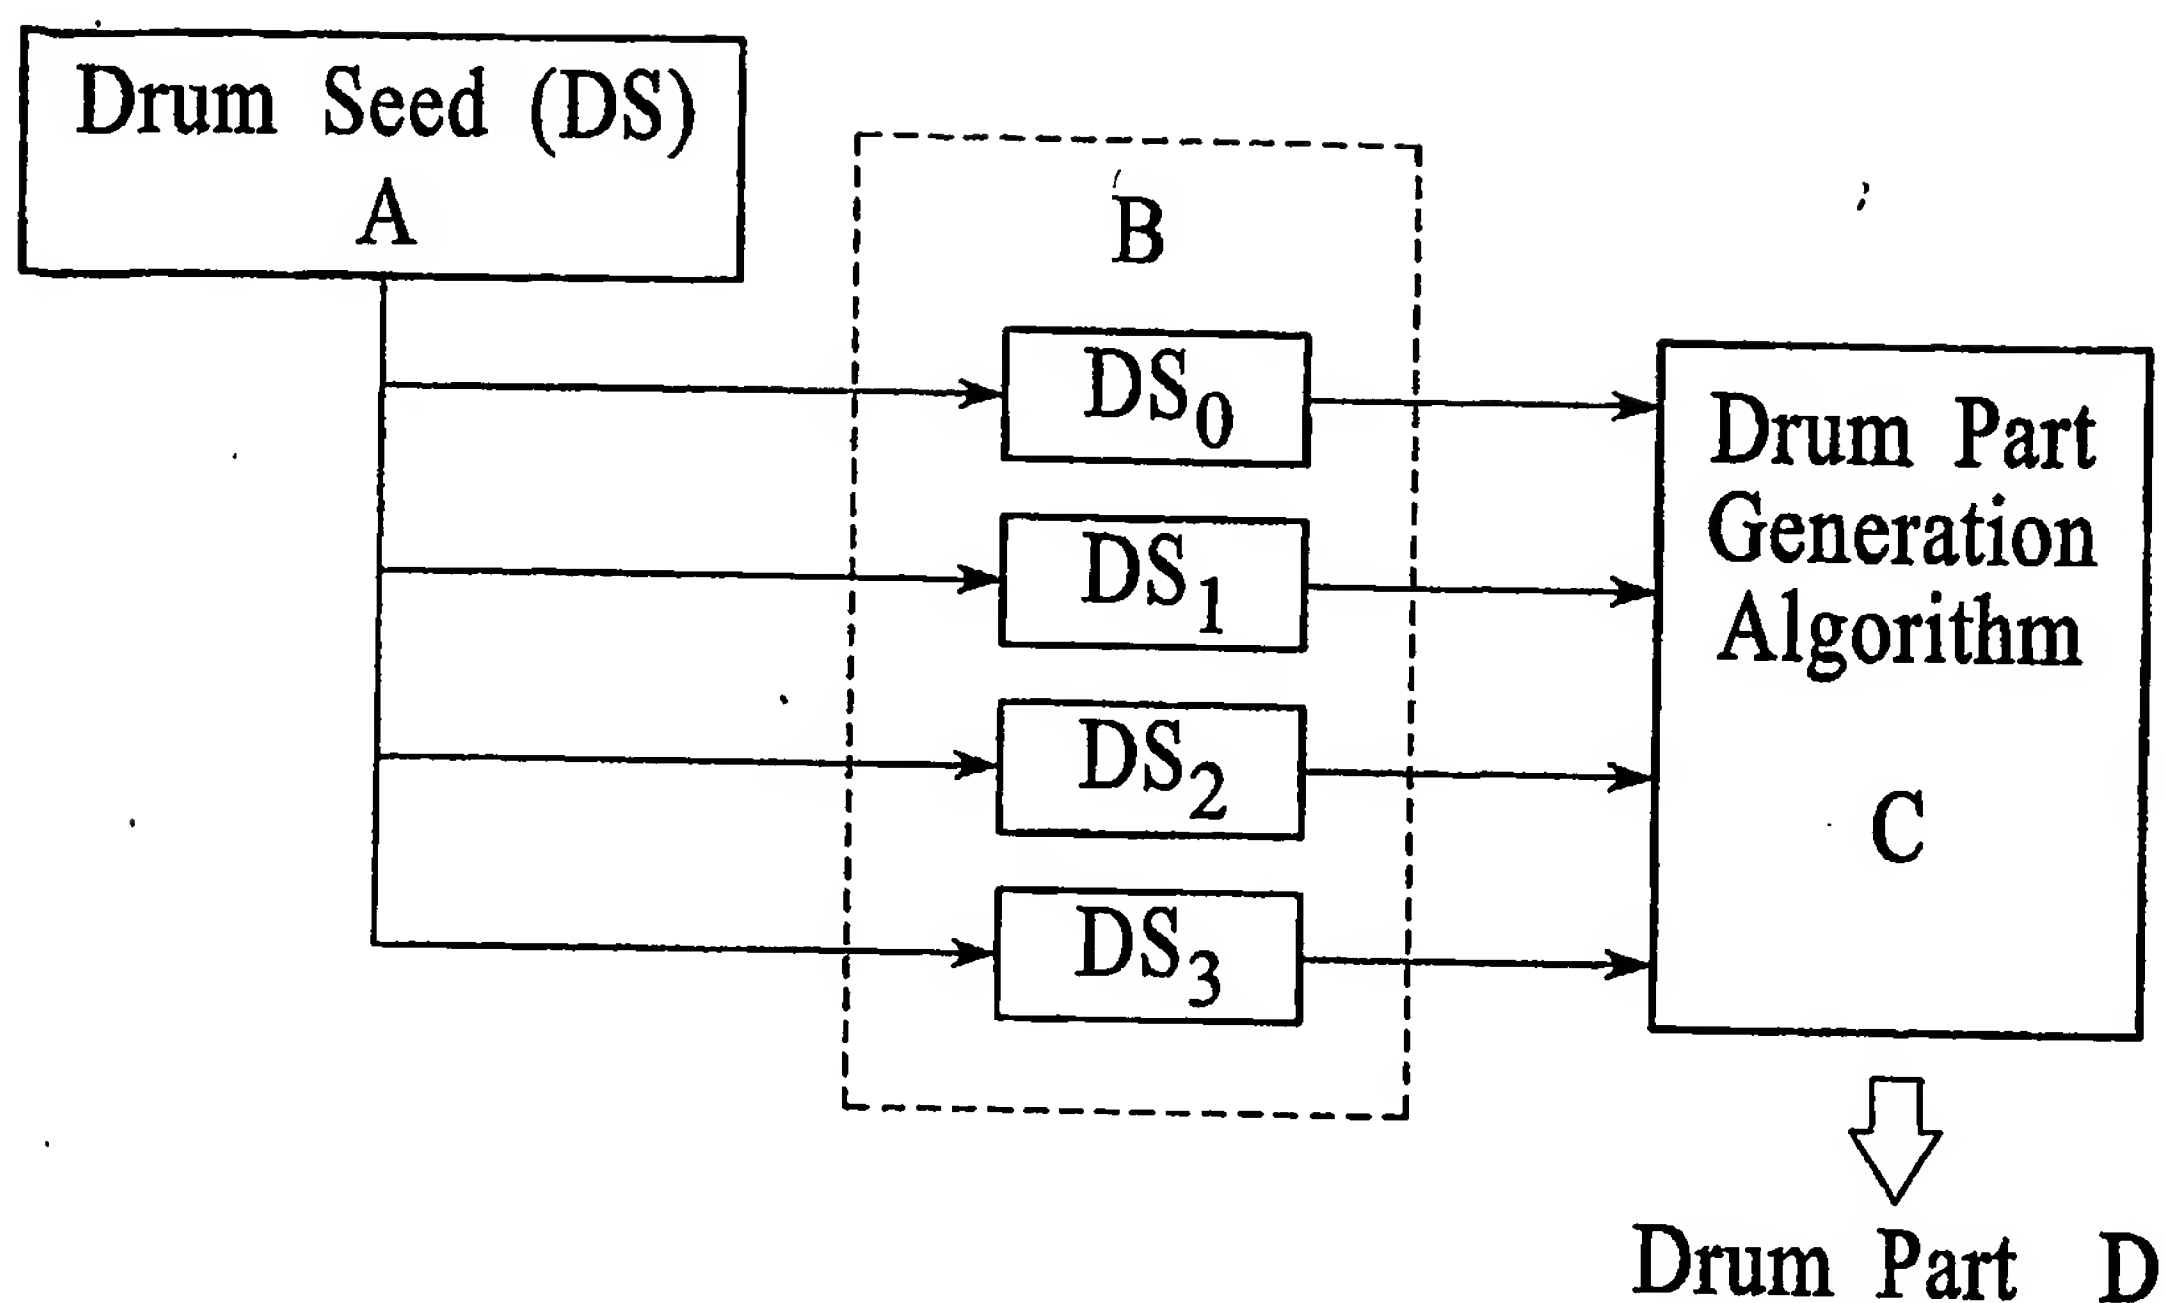 Drum Seed (DS)
A
B
DS0
DS1
DS2
DS3
Drum Part
Generation
Algorithm
C
Drum Part D